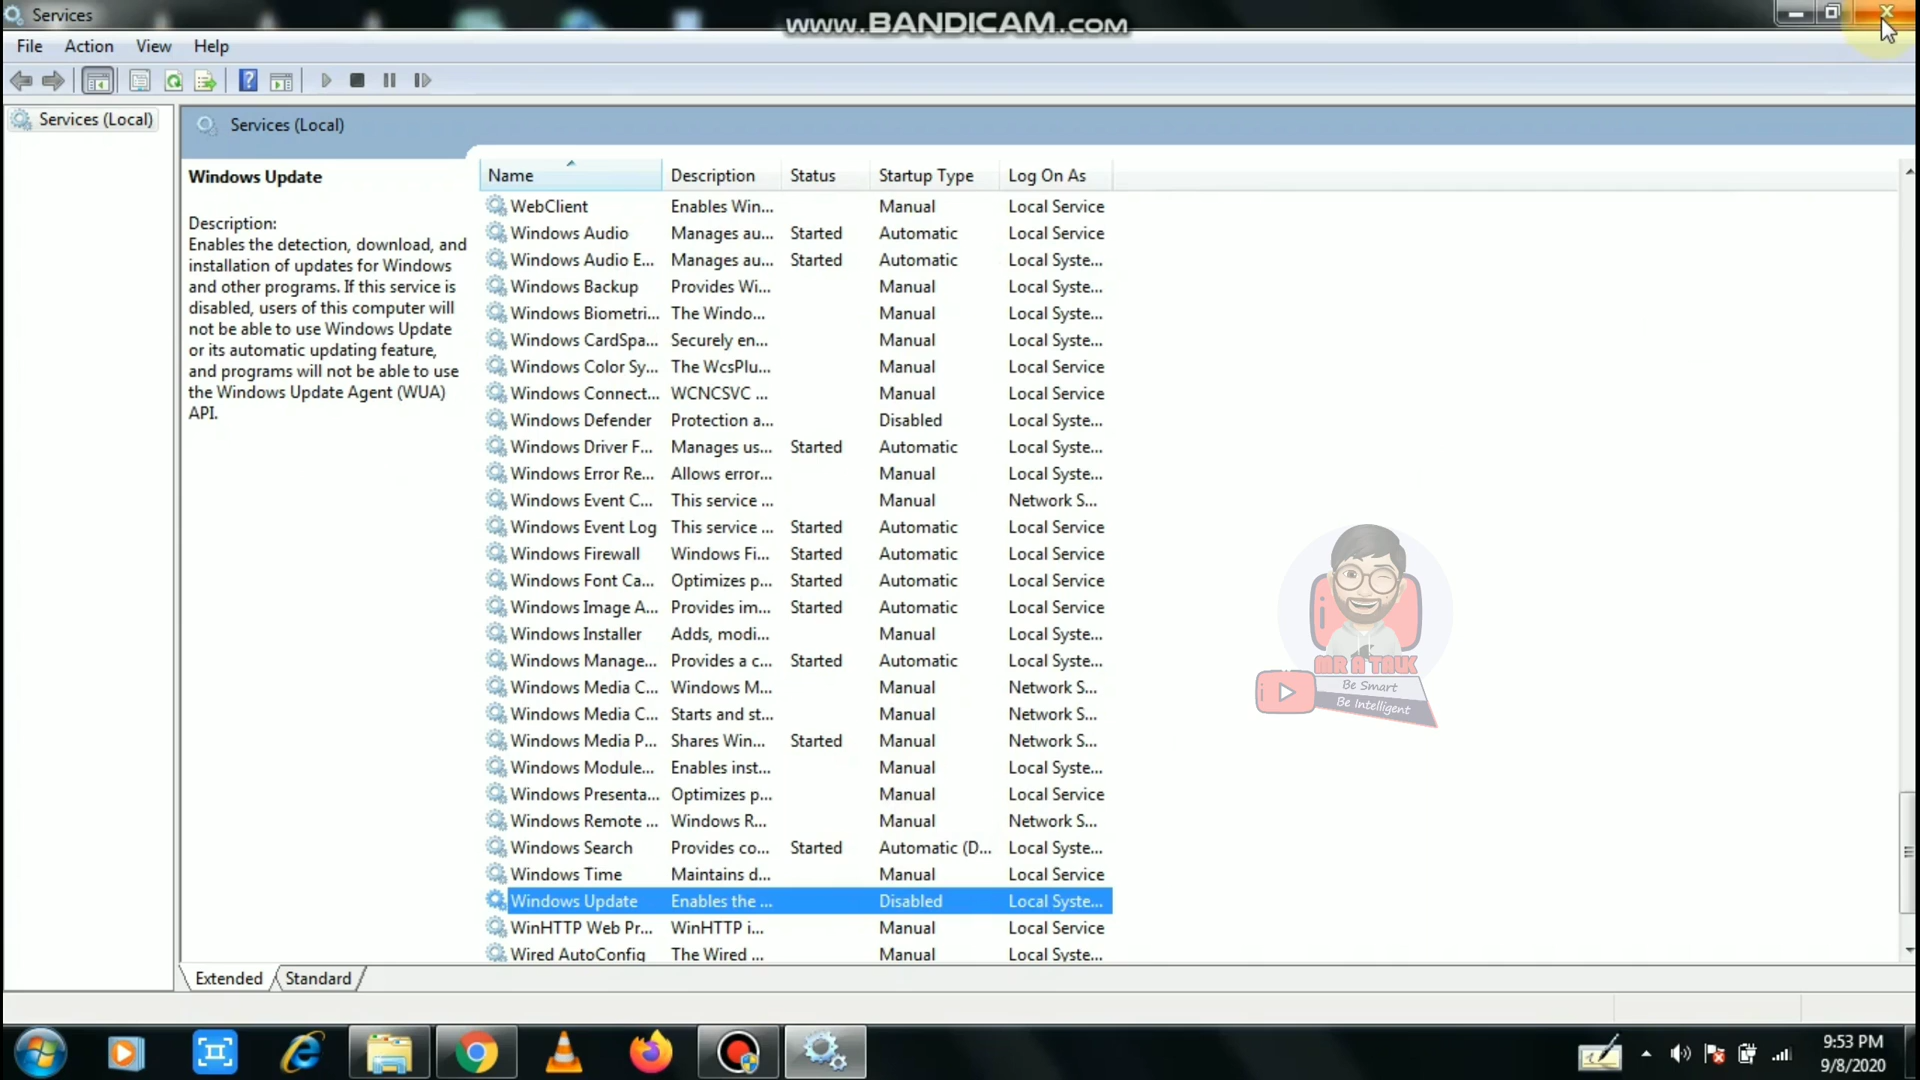 Services
www.BANDICAM.com
File Action View Help
Services (Local)
Services (Local)
Windows Update
Description:
Enables the detection, download, and
installation of updates for Windows
and other programs. If this service is
disabled, users of this computer will
not be able to use Windows Update
or its automatic updating feature,
and programs will not be able to use
the Windows Update Agent (WUA)
API.
Name Description Status Startup Type Log On As
WebClient Enables Win... Manual Local Service
Windows Audio Manages au... Started Automatic Local Service
Windows Audio E... Manages au... Started Automatic Local Syste...
Windows Backup Provides Wi... Manual Local Syste...
Windows Biometri... The Windo... Manual Local Syste...
Windows CardSpa... Securely en... Manual Local Syste...
Windows Color Sy... The WcsPlu... Manual Local Service
Windows Connect... WCNCSVC ... Manual Local Service
Windows Defender Protection a... Disabled Local Syste...
Windows Driver F... Manages us... Started Automatic Local Syste...
Windows Error Re... Allows error... Manual Local Syste...
Windows Event C... This service ... Manual Network S...
Windows Event Log This service ... Started Automatic Local Service
Windows Firewall Windows Fi... Started Automatic Local Service
Windows Font Ca... Optimizes p... Started Automatic Local Service
Windows Image A... Provides im... Started Automatic Local Service
Windows Installer Adds, modi... Manual Local Syste...
Windows Manage... Provides a c... Started Automatic Local Syste...
Windows Media C... Windows M... Manual Network S...
Windows Media C... Starts and st... Manual Network S...
Windows Media P... Shares Win... Started Manual Network S...
Windows Module... Enables inst... Manual Local Syste...
Windows Presenta... Optimizes p... Manual Local Service
Windows Remote ... Windows R... Manual Network S...
Windows Search Provides co... Started Automatic (D... Local Syste...
Windows Time Maintains d... Manual Local Service
Windows Update Enables the ... Disabled Local Syste...
WinHTTP Web Pr... WinHTTP i... Manual Local Service
Wired AutoConfig The Wired ... Manual Local Syste...
MR A TALK
Be Smart
Be Intelligent
Extended Standard
9:53 PM
9/8/2020